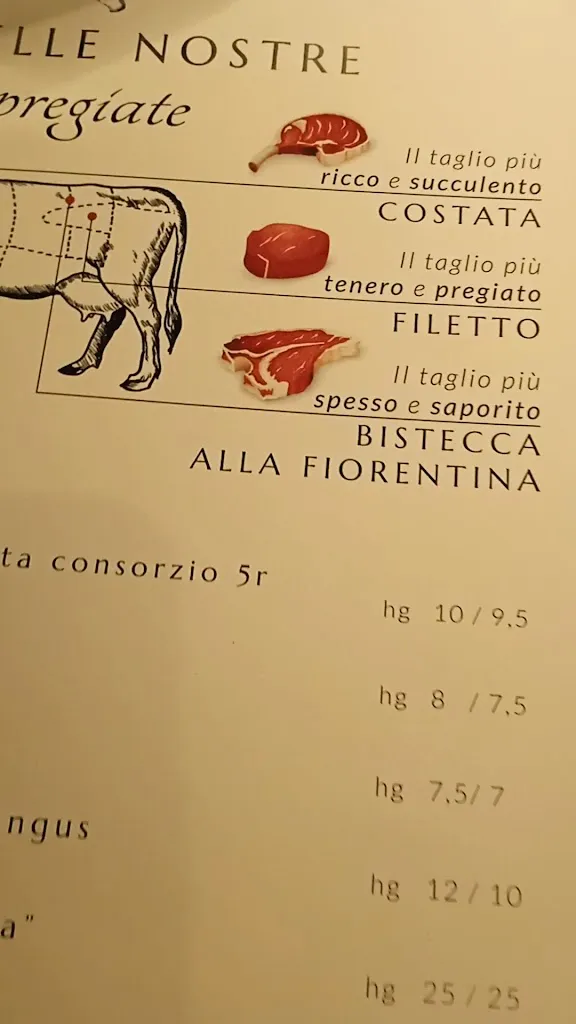 LLE NOSTRE
pregiate
Il taglio più
ricco e succulento
COSTATA
Il taglio più
tenero e pregiato
FILETTO
Il taglio più
spesso e saporito
BISTECCA
ALLA FIORENTINA
ta consorzio 5r
hg 10 / 9,5
hg 8 / 7,5
hg 7,5/ 7
ngus
hg 12 / 10
a"
hg 25 / 25